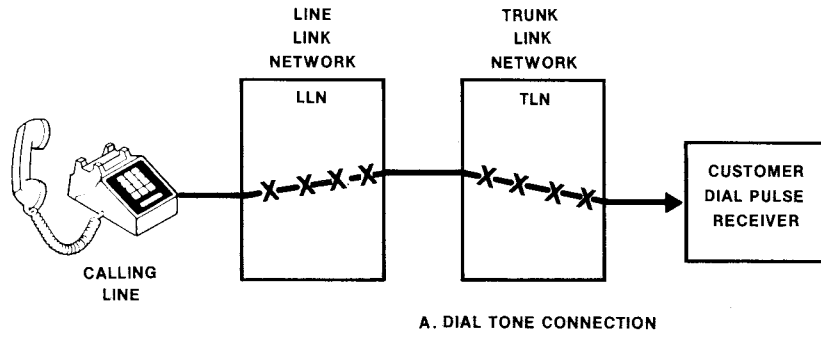 LINE
LINK
NETWORK
LLN
TRUNK
LINK
NETWORK
TLN
CUSTOMER
DIAL PULSE
RECEIVER
CALLING
LINE
A. DIAL TONE CONNECTION